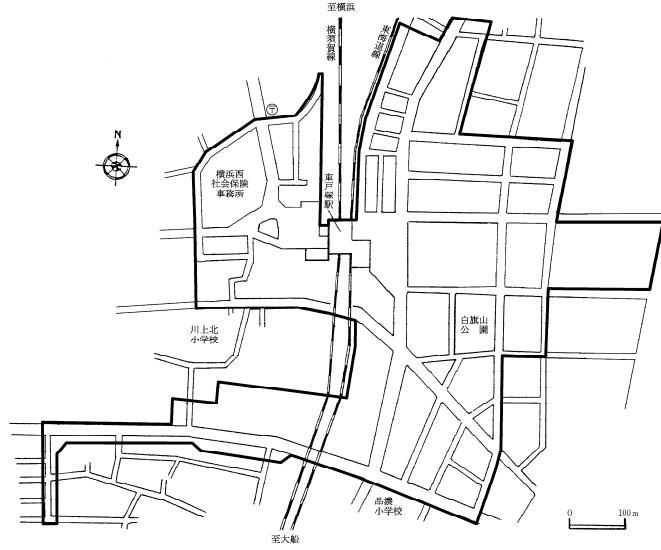 至横浜
横須賀線
東海道線
〒
N
横浜西
社会保険
事務所
東戸塚駅
川上北
小学校
白旗山
公園
品濃
小学校
至大船
0 100m